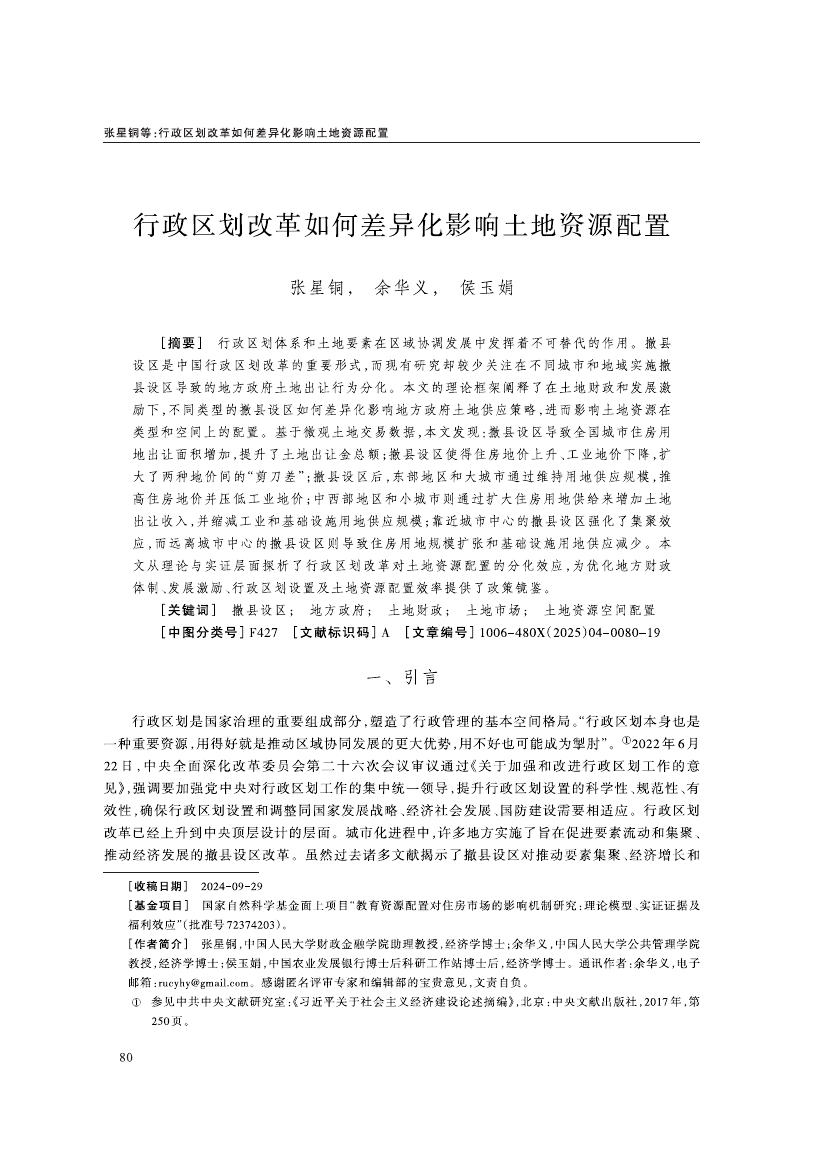 张星铜等:行政区划改革如何差异化影响土地资源配置
行政区划改革如何差异化影响土地资源配置
张星铜， 余华义， 侯玉娟
[摘要] 行政区划体系和土地要素在区域协调发展中发挥着不可替代的作用。撤县
设区是中国行政区划改革的重要形式,而现有研究却较少关注在不同城市和地域实施撤
县设区导致的地方政府土地出让行为分化。本文的理论框架阐释了在土地财政和发展激
励下,不同类型的撤县设区如何差异化影响地方政府土地供应策略,进而影响土地资源在
类型和空间上的配置。基于微观土地交易数据,本文发现:撤县设区导致全国城市住房用
地出让面积增加,提升了土地出让金总额;撤县设区使得住房地价上升、工业地价下降,扩
大了两种地价间的“剪刀差”;撤县设区后,东部地区和大城市通过维持用地供应规模,推
高住房地价并压低工业地价;中西部地区和小城市则通过扩大住房用地供给来增加土地
出让收入,并缩减工业和基础设施用地供应规模;靠近城市中心的撤县设区强化了集聚效
应,而远离城市中心的撤县设区则导致住房用地规模扩张和基础设施用地供应减少。本
文从理论与实证层面探析了行政区划改革对土地资源配置的分化效应,为优化地方财政
体制、发展激励、行政区划设置及土地资源配置效率提供了政策镜鉴。
[关键词] 撤县设区； 地方政府； 土地财政； 土地市场； 土地资源空间配置
[中图分类号]F427 [文献标识码]A [文章编号]1006-480X(2025)04-0080-19
一、引言
行政区划是国家治理的重要组成部分,塑造了行政管理的基本空间格局。“行政区划本身也是
一种重要资源,用得好就是推动区域协同发展的更大优势,用不好也可能成为掣肘”。①2022年6月
22日,中央全面深化改革委员会第二十六次会议审议通过《关于加强和改进行政区划工作的意
见》,强调要加强党中央对行政区划工作的集中统一领导,提升行政区划设置的科学性、规范性、有
效性,确保行政区划设置和调整同国家发展战略、经济社会发展、国防建设需要相适应。行政区划
改革已经上升到中央顶层设计的层面。城市化进程中,许多地方实施了旨在促进要素流动和集聚、
推动经济发展的撤县设区改革。虽然过去诸多文献揭示了撤县设区对推动要素集聚、经济增长和
[收稿日期] 2024-09-29
[基金项目] 国家自然科学基金面上项目“教育资源配置对住房市场的影响机制研究:理论模型、实证证据及
福利效应”(批准号72374203)。
[作者简介] 张星铜,中国人民大学财政金融学院助理教授,经济学博士;余华义,中国人民大学公共管理学院
教授,经济学博士;侯玉娟,中国农业发展银行博士后科研工作站博士后,经济学博士。通讯作者:余华义,电子
邮箱:rucyhy@gmail.com。感谢匿名评审专家和编辑部的宝贵意见,文责自负。
① 参见中共中央文献研究室:《习近平关于社会主义经济建设论述摘编》,北京:中央文献出版社,2017年,第
250页。
80